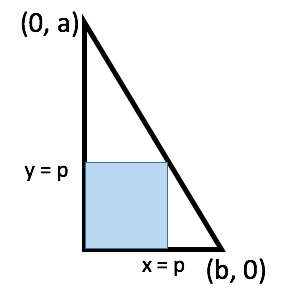 (0, a)
y = p
x = p
(b, 0)